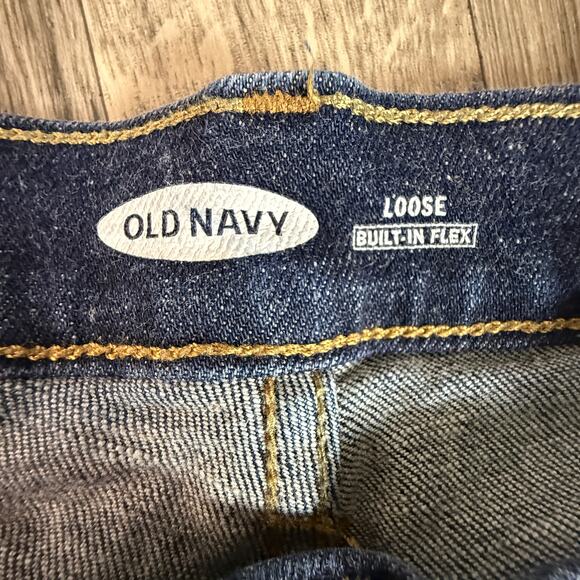 OLD NAVY
LOOSE
BUILT-IN FLEX